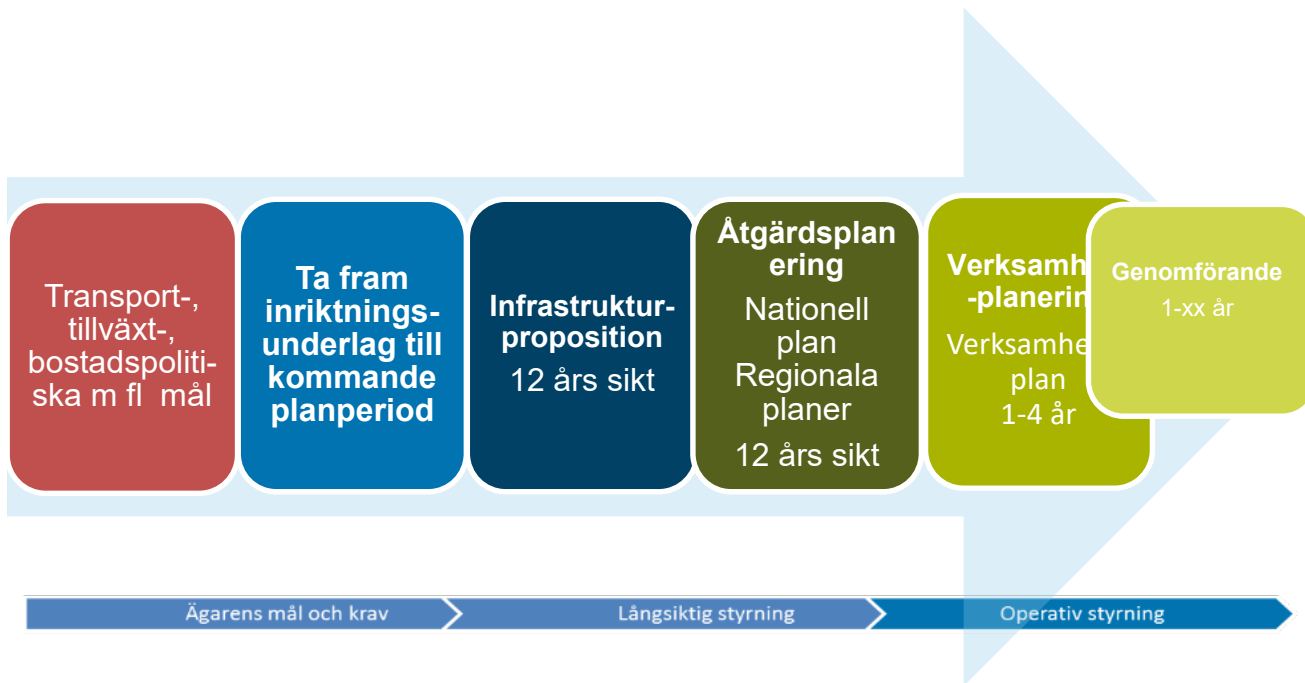 Transport-,
tillväxt-,
bostadspoliti-
ska m fl  mål
Ta fram
inriktnings-
underlag till
kommande
planperiod
Infrastruktur-
proposition
12 års sikt
Åtgärdsplan
ering
Nationell
plan
Regionala
planer
12 års sikt
Verksamh
-planerin
Verksamhe
plan
1-4 år
Genomförande
1-xx år
Ägarens mål och krav
Långsiktig styrning
Operativ styrning